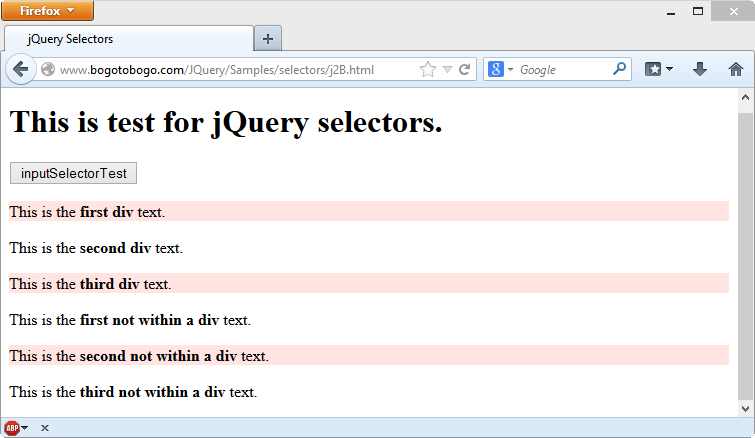 Firefox
jQuery Selectors
www.bogotobogo.com/JQuery/Samples/selectors/j2B.html
8 Google
This is test for jQuery selectors.
inputSelectorTest
This is the first div text.
This is the second div text.
This is the third div text.
This is the first not within a div text.
This is the second not within a div text.
This is the third not within a div text.
ABP